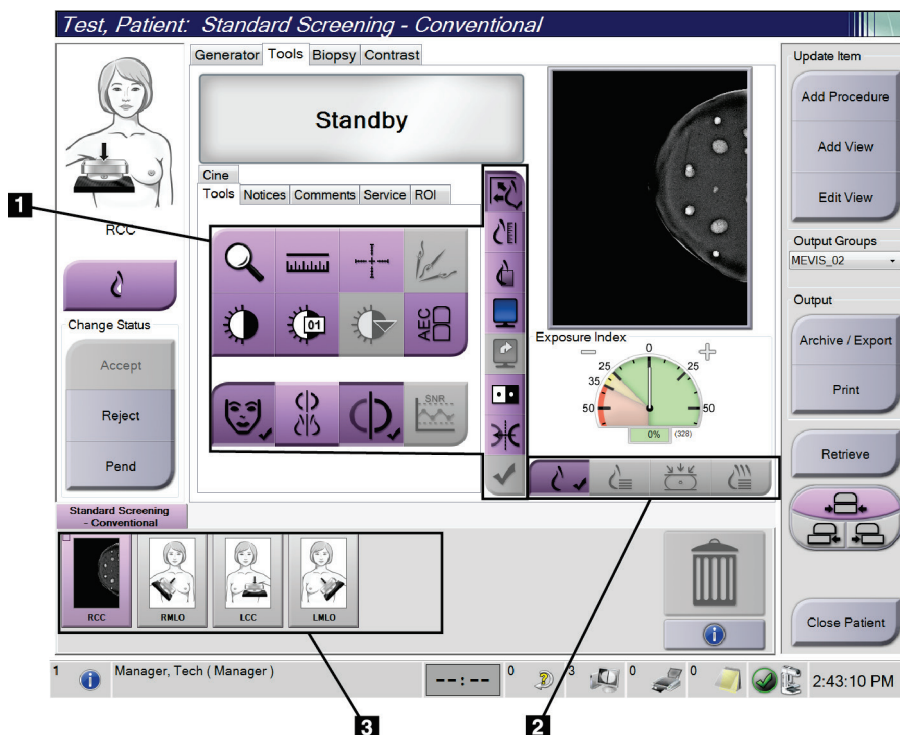 Test, Patient: Standard Screening - Conventional
Generator Tools Biopsy Contrast
Update Item
Standby
Add Procedure
Add View
Edit View
Cine
Tools Notices Comments Service ROI
1
RCC
Output Groups
MEVIS_02
Output
Archive / Export
Print
Change Status
Accept
Reject
Pend
01
AEC
SNR
Exposure Index
0
25 25
35
50 50
0% (328)
Retrieve
Standard Screening
- Conventional
RCC RMLO LCC LMLO
Close Patient
1 Manager, Tech ( Manager ) --:-- 0 3 0 0 2:43:10 PM
3 2